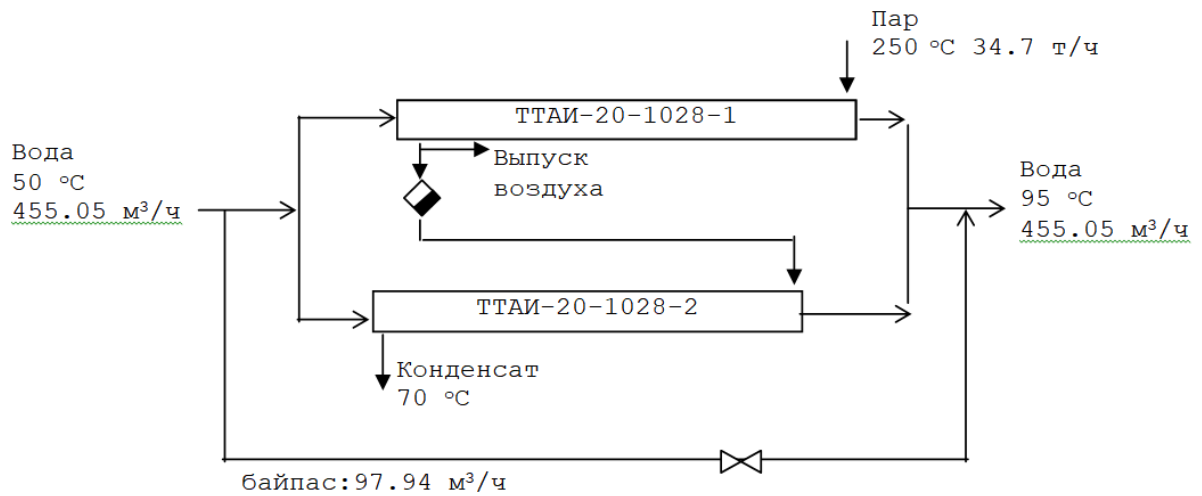 Пар
250 °С 34.7 т/ч
ТТАИ-20-1028-1
Выпуск
воздуха
Вода
50 °С
455.05 м³/ч
Вода
95 °С
455.05 м³/ч
ТТАИ-20-1028-2
Конденсат
70 °С
байпас:97.94 м³/ч